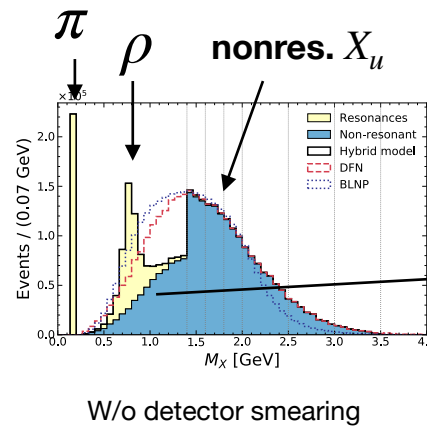 π
ρ
nonres. X_u
×10⁵
Resonances
Non-resonant
Hybrid model
DFN
BLNP
Events / (0.07 GeV)
2.0
1.5
1.0
0.5
0.0
0.0 0.5 1.0 1.5 2.0 2.5 3.0 3.5 4.
M_X [GeV]
W/o detector smearing